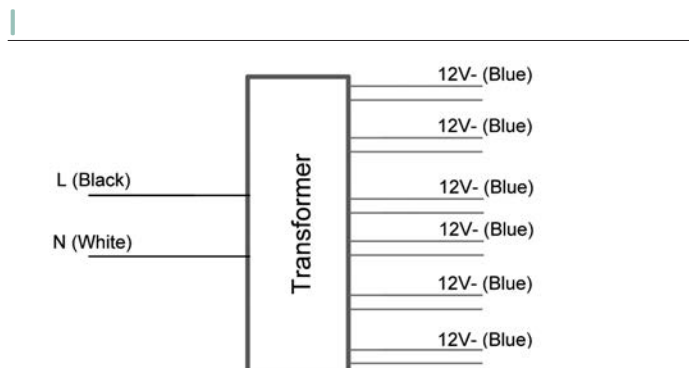 12V- (Blue)
12V- (Blue)
L (Black)
12V- (Blue)
Transformer
12V- (Blue)
N (White)
12V- (Blue)
12V- (Blue)